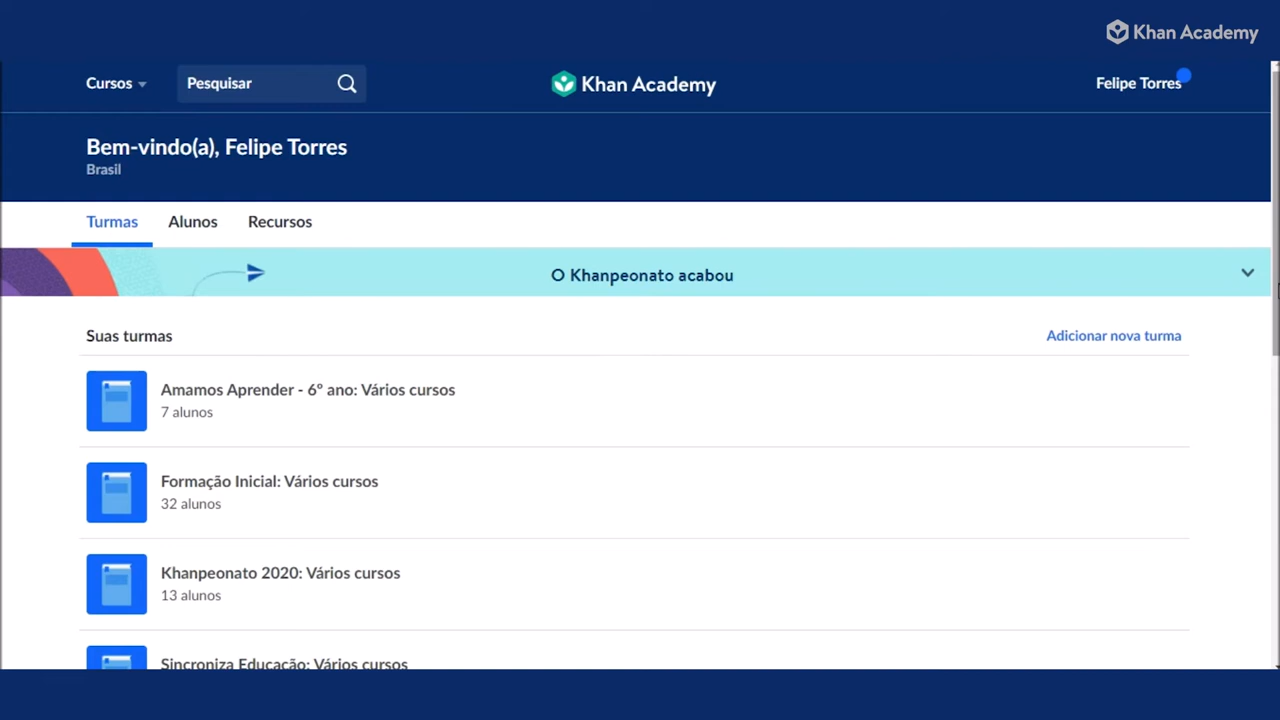 Khan Academy
Cursos
Pesquisar
Khan Academy
Felipe Torres
Bem-vindo(a), Felipe Torres
Brasil
Turmas
Alunos
Recursos
O Khanpeonato acabou
Suas turmas
Adicionar nova turma
Amamos Aprender - 6º ano: Vários cursos
7 alunos
Formação Inicial: Vários cursos
32 alunos
Khanpeonato 2020: Vários cursos
13 alunos
Sincroniza Educação: Vários cursos